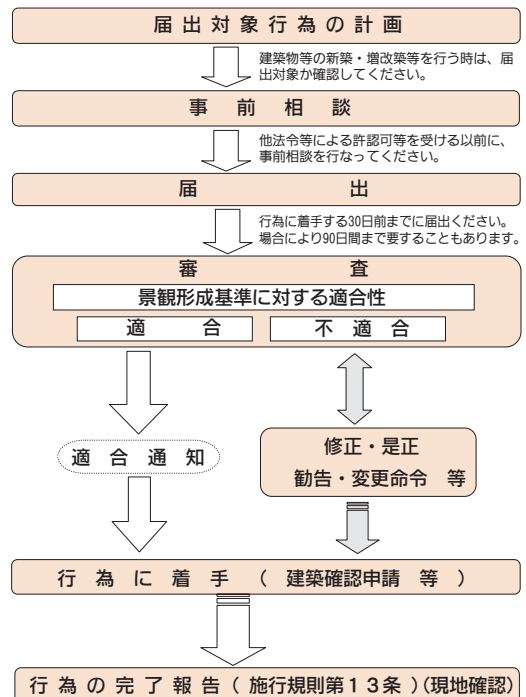 届出対象行為の計画
建築物等の新築・増改築等を行う時は、届
出対象か確認してください。
事前相談
他法令等による許認可等を受ける以前に、
事前相談を行なってください。
届出
行為に着手する30日前までに届出ください。
場合により90日間まで要することもあります。
審査
景観形成基準に対する適合性
適合 不適合
適合通知
修正・是正
勧告・変更命令 等
行為に着手(建築確認申請 等)
行為の完了報告(施行規則第13条)(現地確認)